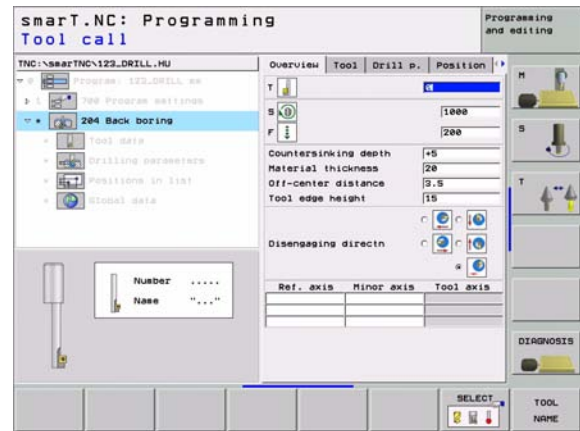 smarT.NC: Programming
Tool call
Programming and editing
TNC:\smarTNC\123_DRILL.HU
0 Program: 123_DRILL mm
1 700 Program settings
204 Back boring
Tool data
Drilling parameters
Positions in list
Global data
Overview Tool Drill p. Position
T
S 1000
F 200
Countersinking depth +5
Material thickness 20
Off-center distance 3.5
Tool edge height 15
Disengaging directn
Ref. axis Minor axis Tool axis
Number .....
Name "..."
M
S
T
DIAGNOSIS
SELECT
TOOL NAME